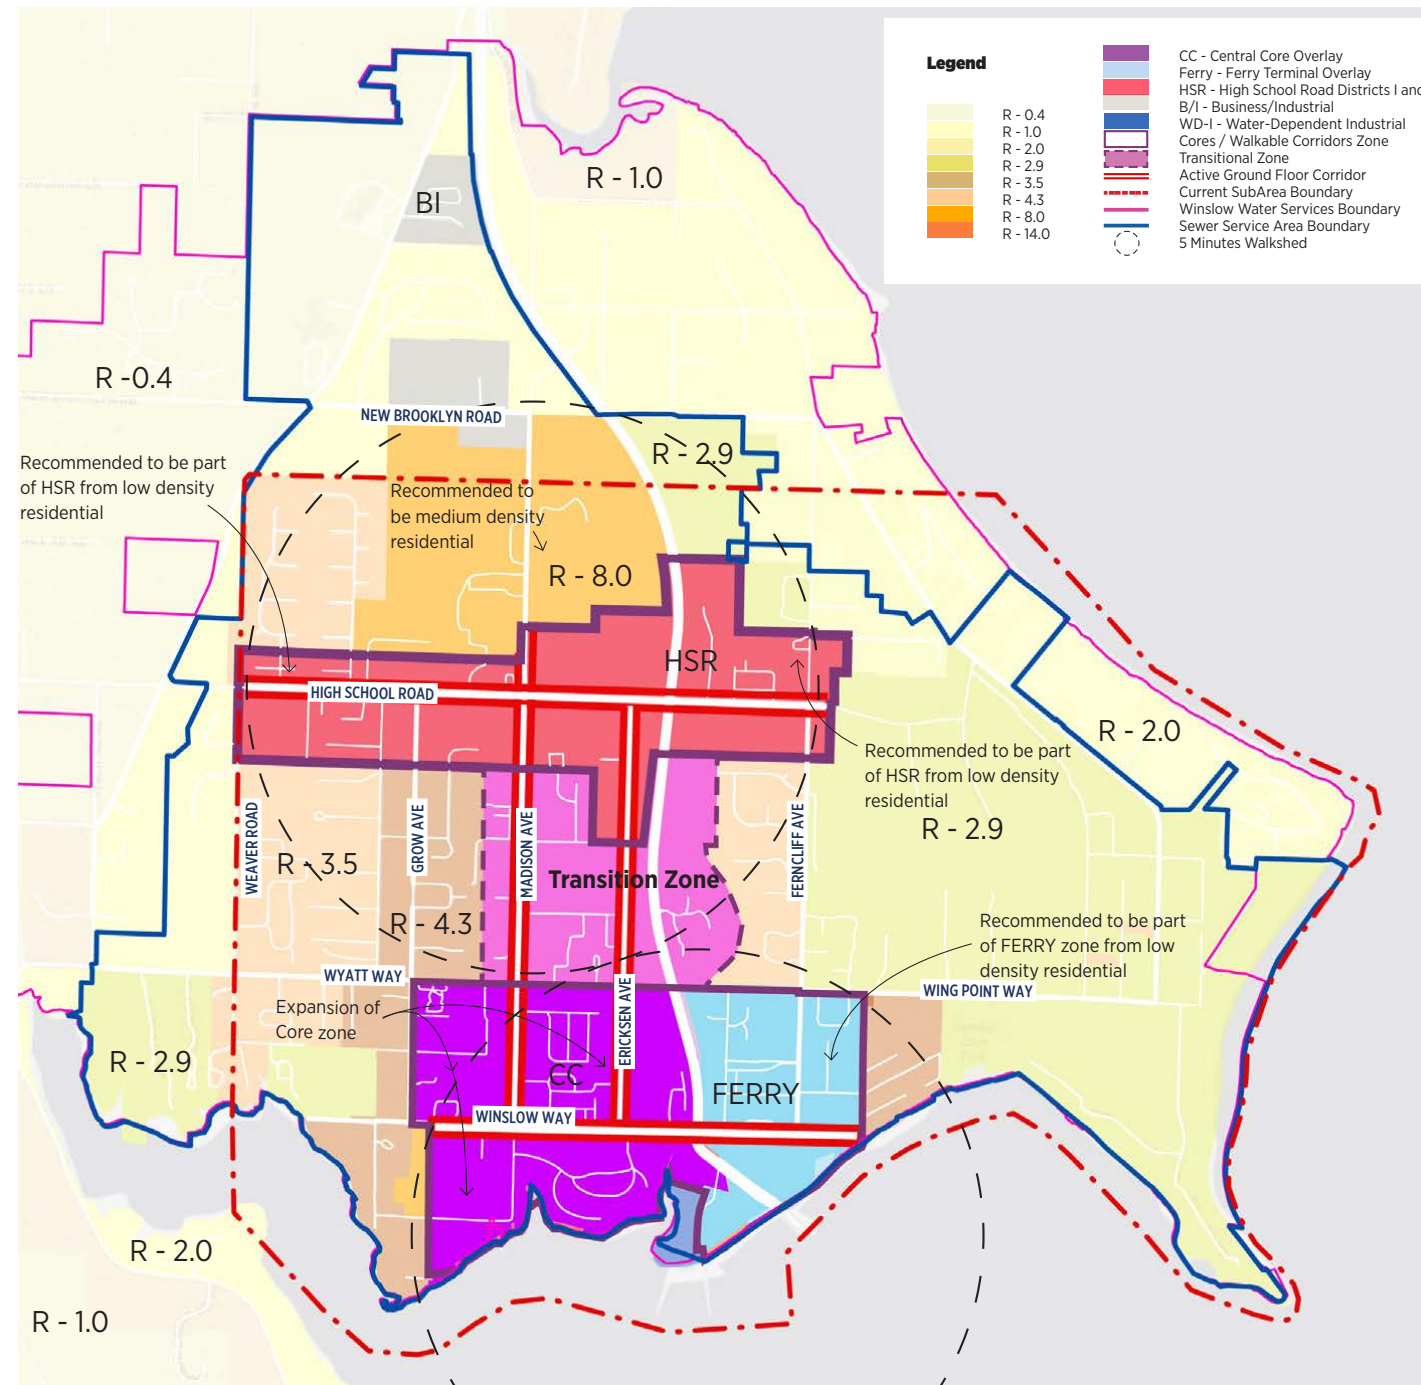 Legend
R - 0.4
R - 1.0
R - 2.0
R - 2.9
R - 3.5
R - 4.3
R - 8.0
R - 14.0
CC - Central Core Overlay
Ferry - Ferry Terminal Overlay
HSR - High School Road Districts I and
B/I - Business/Industrial
WD-I - Water-Dependent Industrial
Cores / Walkable Corridors Zone
Transitional Zone
Active Ground Floor Corridor
Current SubArea Boundary
Winslow Water Services Boundary
Sewer Service Area Boundary
5 Minutes Walkshed
R - 1.0
BI
R -0.4
NEW BROOKLYN ROAD
R - 2.9
Recommended to be part
of HSR from low density
residential
Recommended to
be medium density
residential
R - 8.0
HSR
HIGH SCHOOL ROAD
R - 2.0
Recommended to be part
of HSR from low density
residential
R - 2.9
WEAVER ROAD
GROW AVE
MADISON AVE
FERNCLIFF AVE
R - 3.5
Transition Zone
R - 4.3
Recommended to be part
of FERRY zone from low
density residential
WYATT WAY
WING POINT WAY
Expansion of
Core zone
ERICKSEN AVE
R - 2.9
CC
FERRY
WINSLOW WAY
R - 2.0
R - 1.0